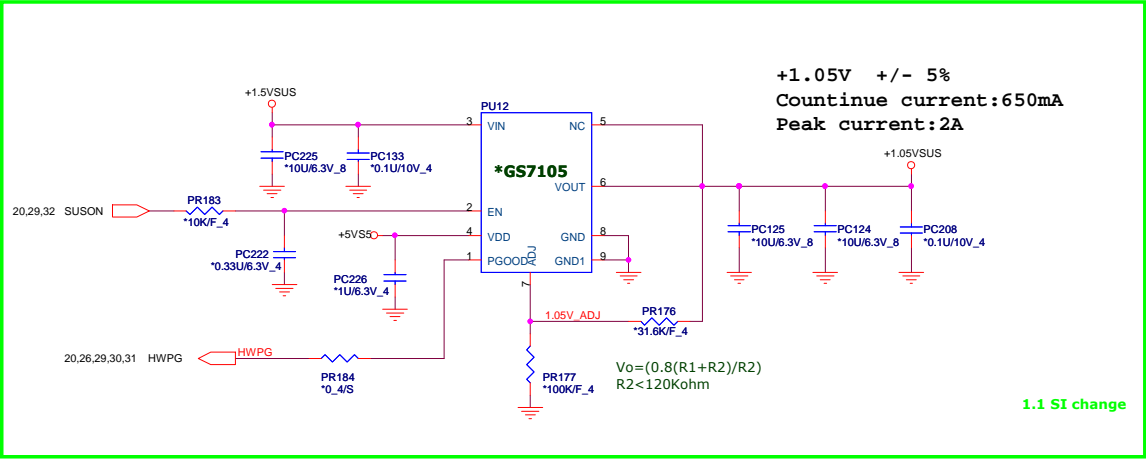 +1.05V +/- 5%
Countinue current:650mA
Peak current:2A
+1.5VSUS
PU12
3
VIN
NC
5
PC225
*10U/6.3V_8
PC133
*0.1U/10V_4
*GS7105
+1.05VSUS
VOUT
6
PR183
20,29,32 SUSON
*10K/F_4
2
EN
+5VS5
4
VDD
GND
8
PC125
*10U/6.3V_8
PC124
*10U/6.3V_8
PC208
*0.1U/10V_4
PC222
*0.33U/6.3V_4
1
PGOOD
ADJ
GND1
9
PC226
*1U/6.3V_4
7
1.05V_ADJ
PR176
*31.6K/F_4
20,26,29,30,31 HWPG
HWPG
PR184
*0_4/S
PR177
*100K/F_4
Vo=(0.8(R1+R2)/R2)
R2<120Kohm
1.1 SI change